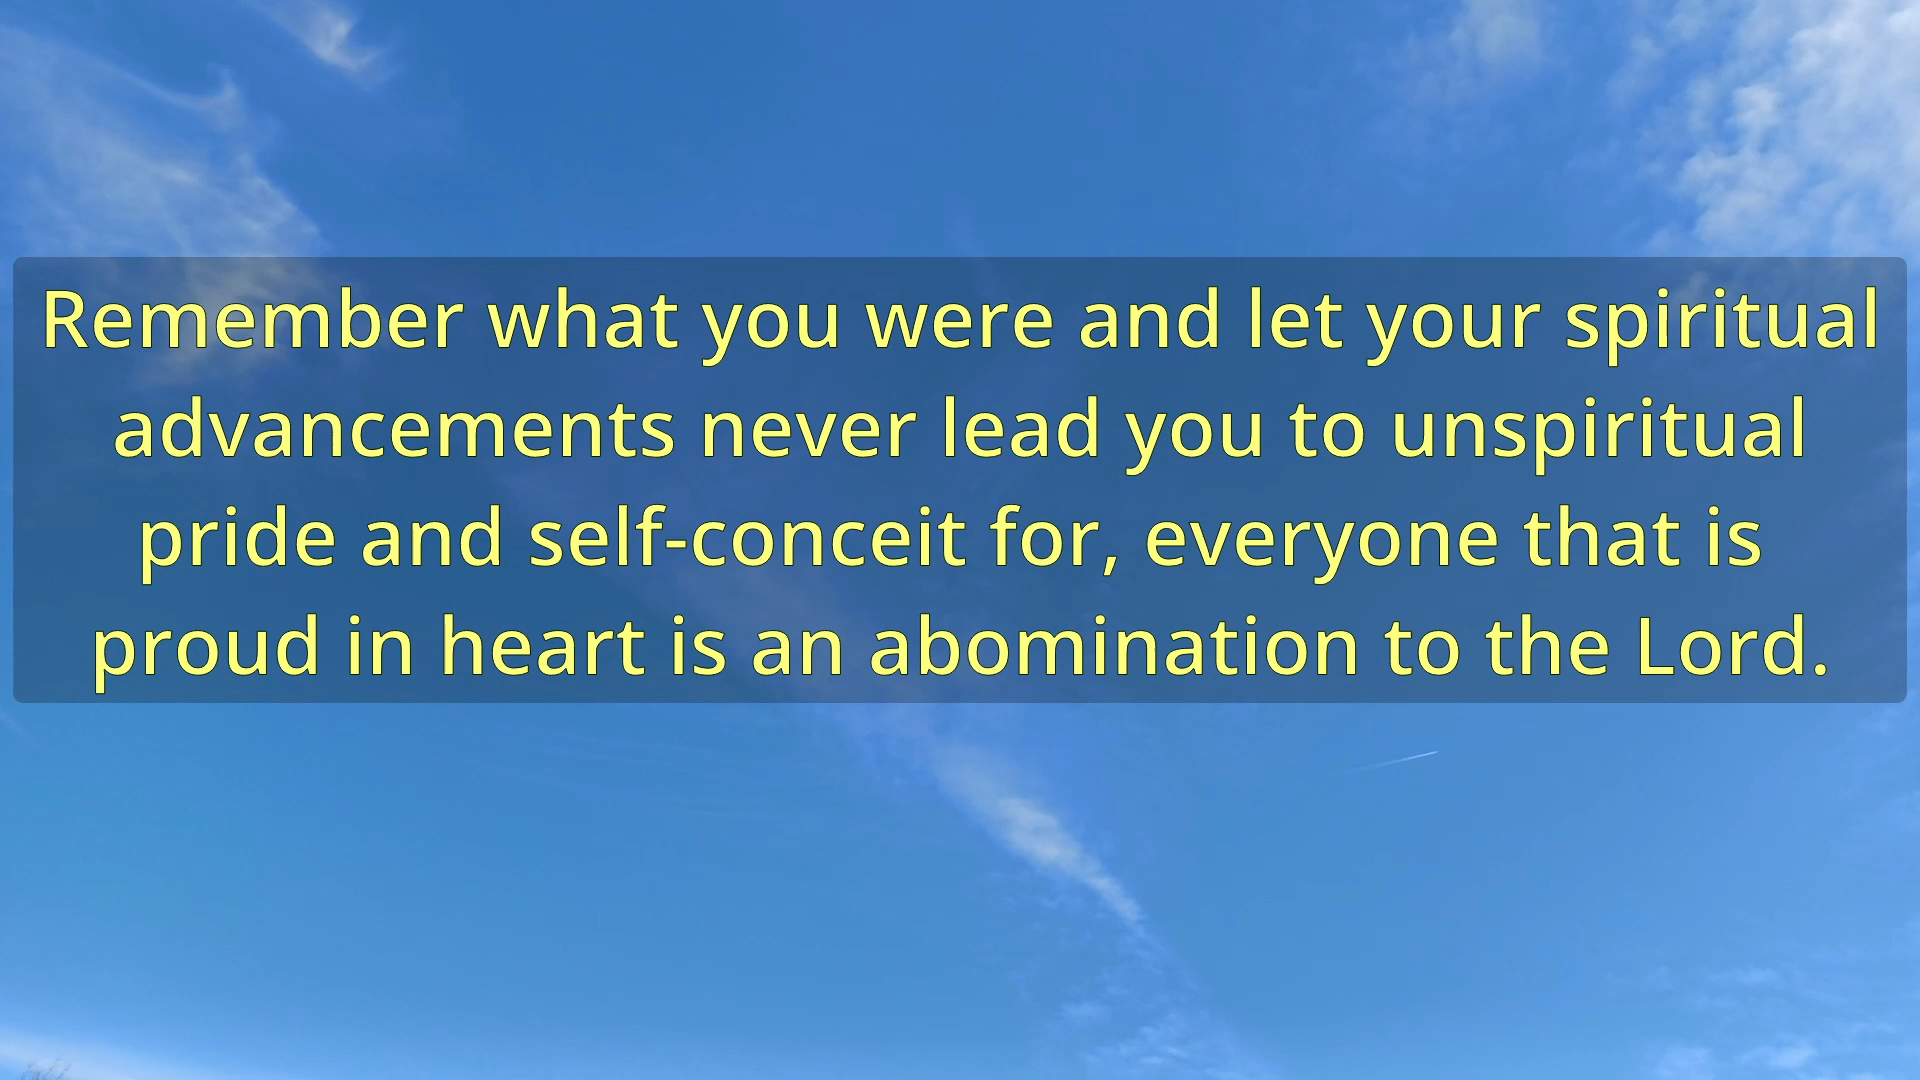 Remember what you were and let your spiritual
advancements never lead you to unspiritual
pride and self-conceit for, everyone that is
proud in heart is an abomination to the Lord.